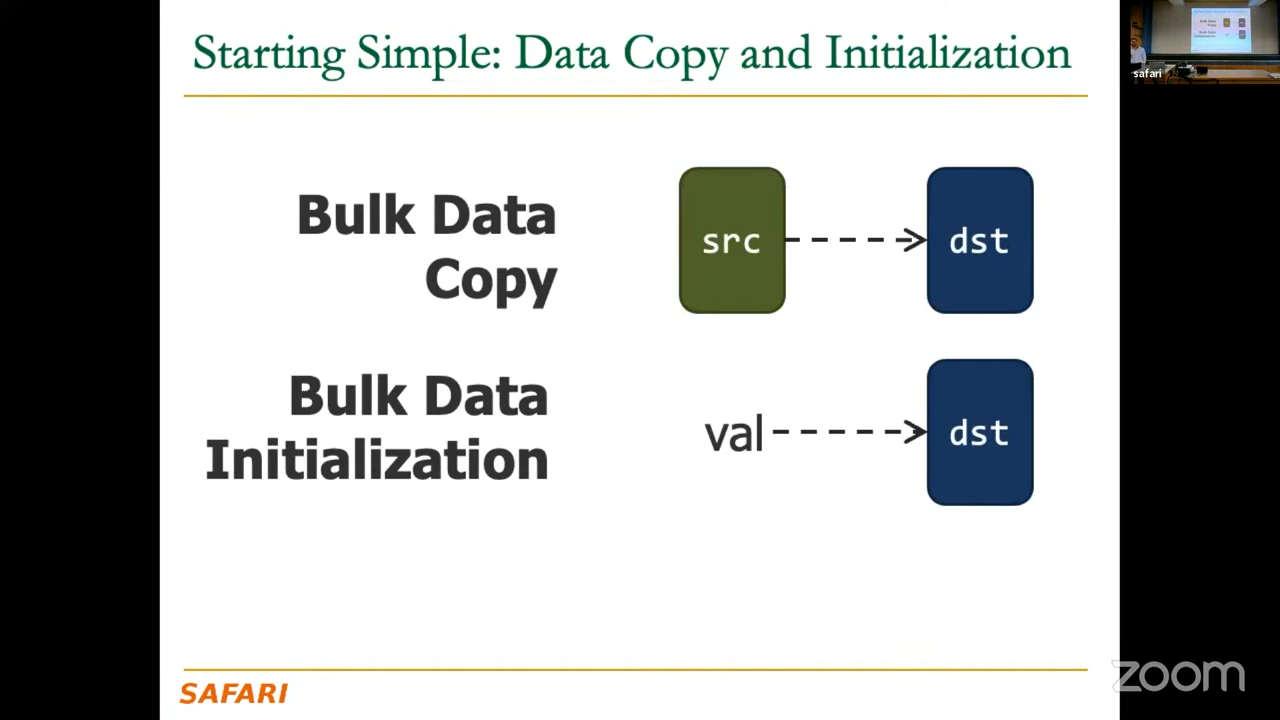 Starting Simple: Data Copy and Initialization
Bulk Data
Copy
src
dst
Bulk Data
Initialization
val
dst
SAFARI
zoom
safari